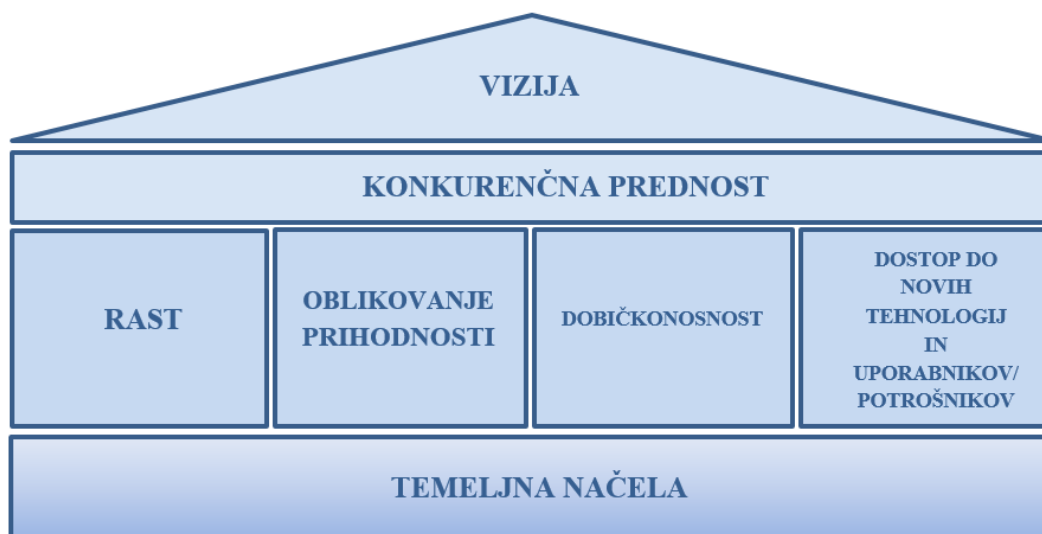 VIZIJA
KONKURENČNA PREDNOST
RAST
OBLIKOVANJE
PRIHODNOSTI
DOBIČKONOSNOST
DOSTOP DO
NOVIH
TEHNOLOGIJ
IN
UPORABNIKOV/
POTROŠNIKOV
TEMELJNA NAČELA